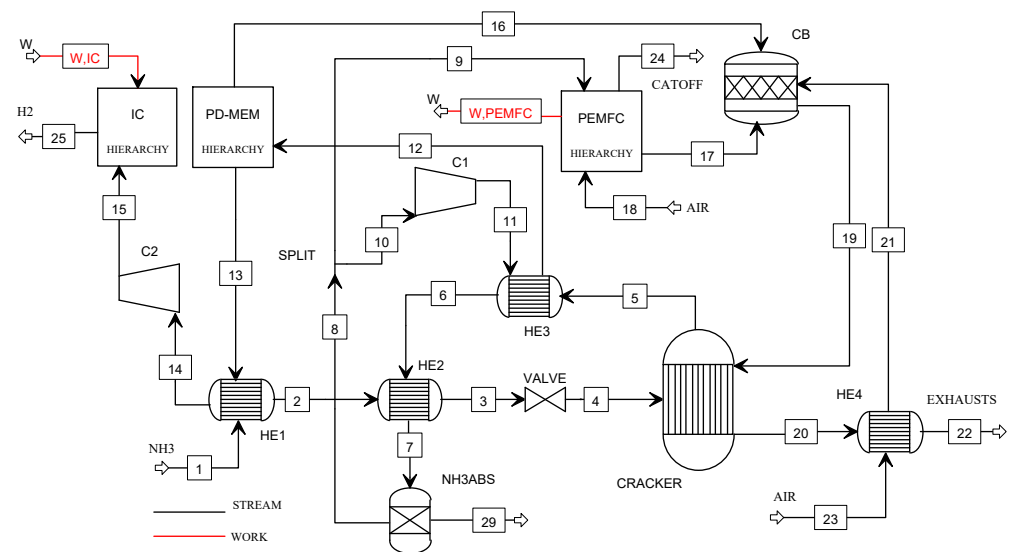 16
CB
W
W,IC
9
24
CATOFF
W
W,PEMFC
H2
25
IC
HIERARCHY
PD-MEM
HIERARCHY
PEMFC
HIERARCHY
12
17
C1
15
18
AIR
11
10
19
21
C2
SPLIT
13
6
5
8
HE3
14
HE2
VALVE
HE4
EXHAUSTS
2
3
4
20
22
HE1
NH3
1
7
NH3ABS
CRACKER
STREAM
29
AIR
23
WORK